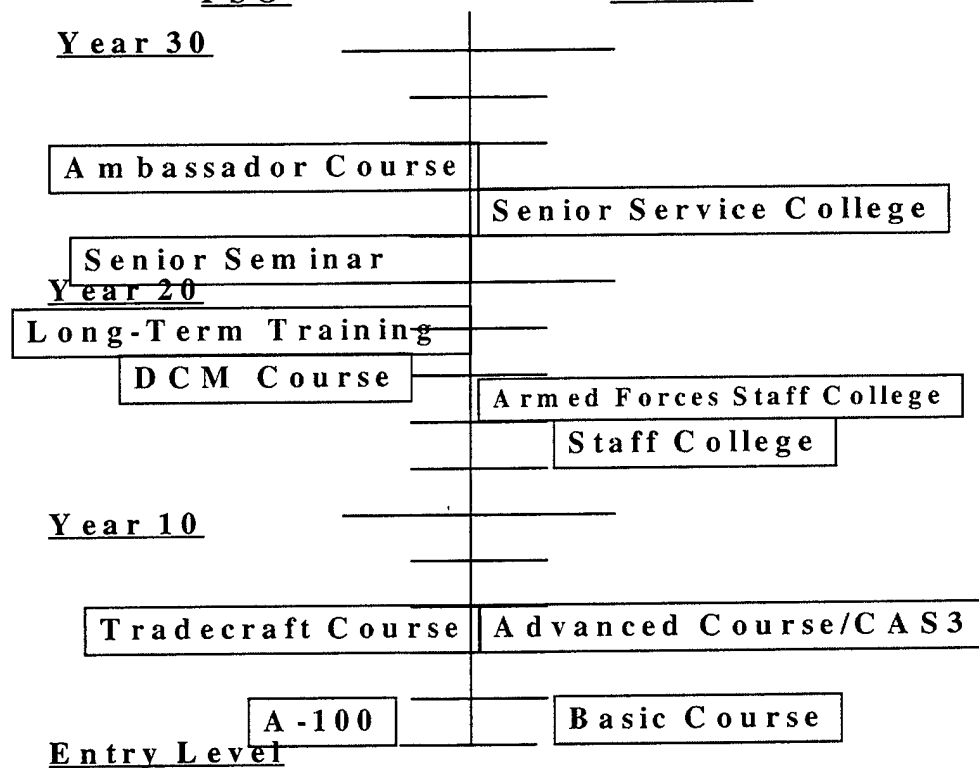 Year 30
Ambassador Course
Senior Service College
Senior Seminar
Year 20
Long-Term Training
DCM Course
Armed Forces Staff College
Staff College
Year 10
Tradecraft Course
Advanced Course/CAS3
A-100
Basic Course
Entry Level